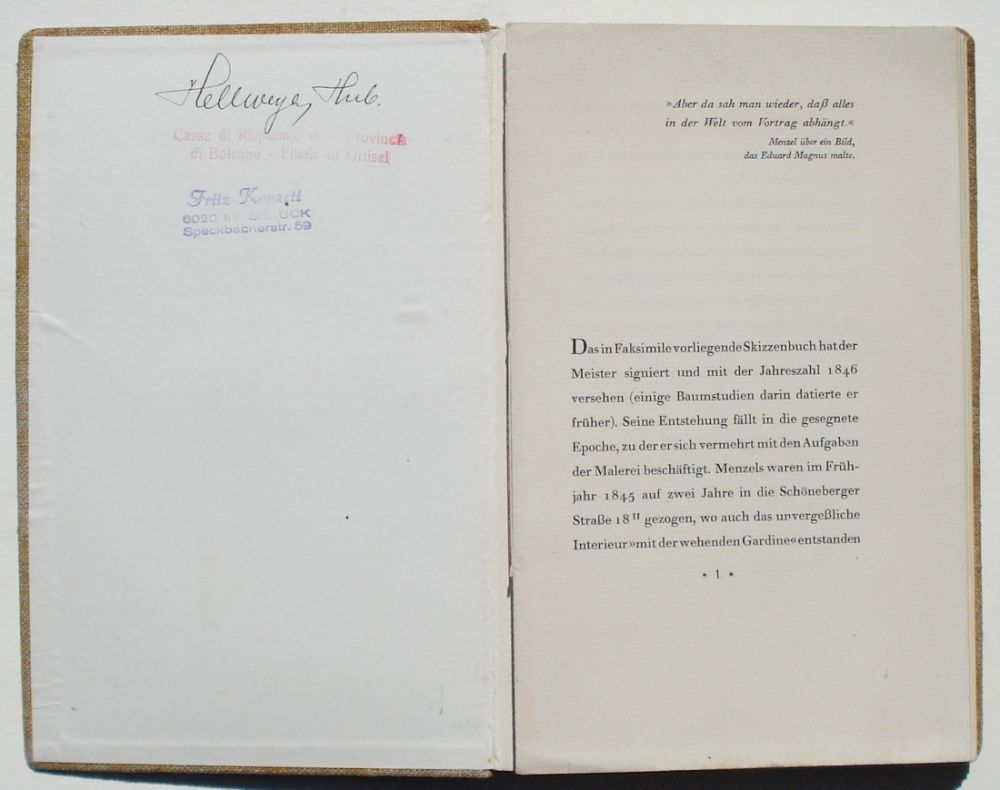 Hellweger, Hub.
Cassa di Risparmio della Provincia
di Bolzano - Filiale di Ortisei
Fritz
6020 INNSBRUCK
Speckbacherstr. 59
»Aber da sah man wieder, daß alles
in der Welt vom Vortrag abhängt.«
Menzel über ein Bild,
das Eduard Magnus malte.
Das in Faksimile vorliegende Skizzenbuch hat der
Meister signiert und mit der Jahreszahl 1846
versehen (einige Baumstudien darin datierte er
früher). Seine Entstehung fällt in die gesegnete
Epoche, zu der er sich vermehrt mit den Aufgaben
der Malerei beschäftigt. Menzels waren im Früh-
jahr 1845 auf zwei Jahre in die Schöneberger
Straße 18 II gezogen, wo auch das unvergeßliche
Interieur »mit der wehenden Gardine« entstanden
* 1 *